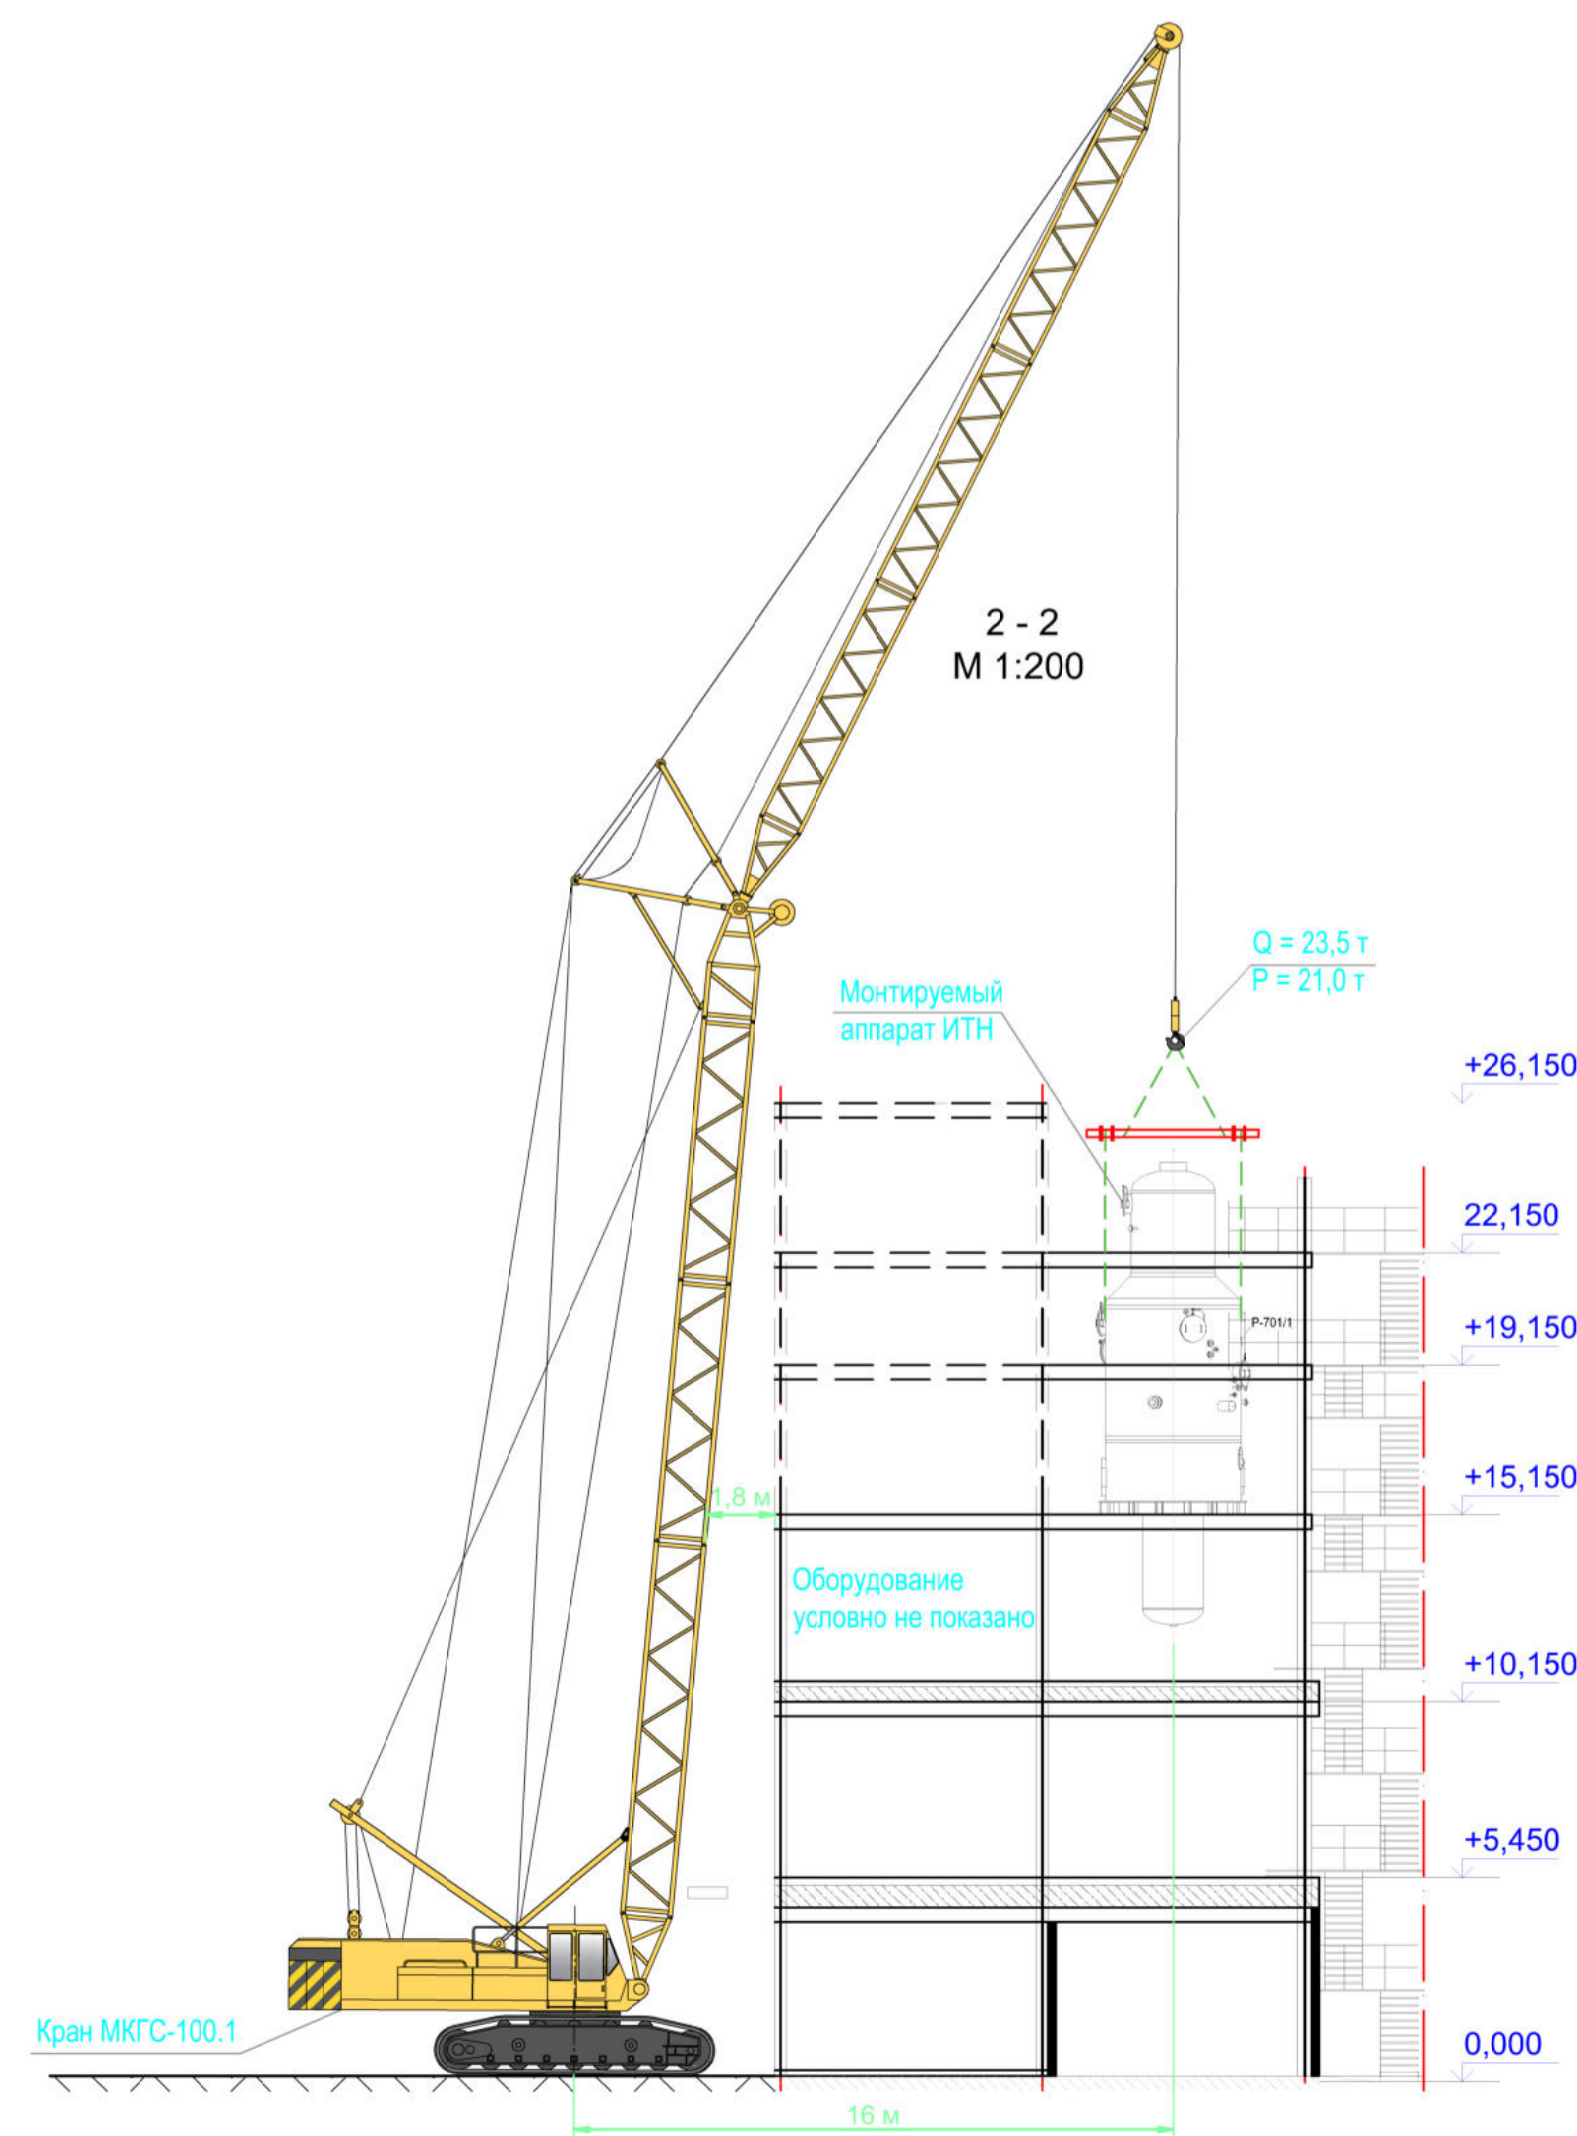 2 - 2
М 1:200
Q = 23,5 т
P = 21,0 т
Монтируемый
аппарат ИТН
+26,150
22,150
+19,150
P-701/1
+15,150
1,8 м
Оборудование
условно не показано
+10,150
+5,450
Кран МКГС-100.1
0,000
16 м